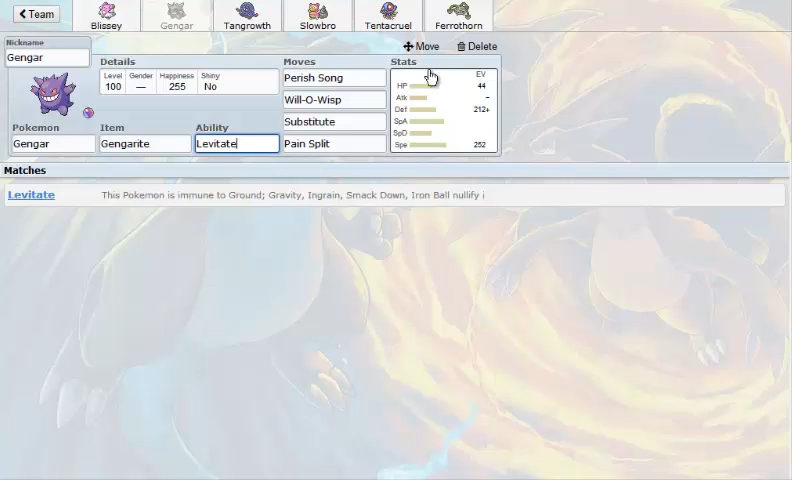 Team
Blissey
Gengar
Tangrowth
Slowbro
Tentacruel
Ferrothorn
Nickname
Gengar
Move
Delete
Details
Moves
Stats
Level Gender Happiness Shiny
100 — 255 No
Perish Song
Will-O-Wisp
Substitute
Pain Split
EV
HP 44
Atk –
Def 212+
SpA
SpD
Spe 252
Pokemon
Item
Ability
Gengar
Gengarite
Levitate
Matches
Levitate This Pokemon is immune to Ground; Gravity, Ingrain, Smack Down, Iron Ball nullify i